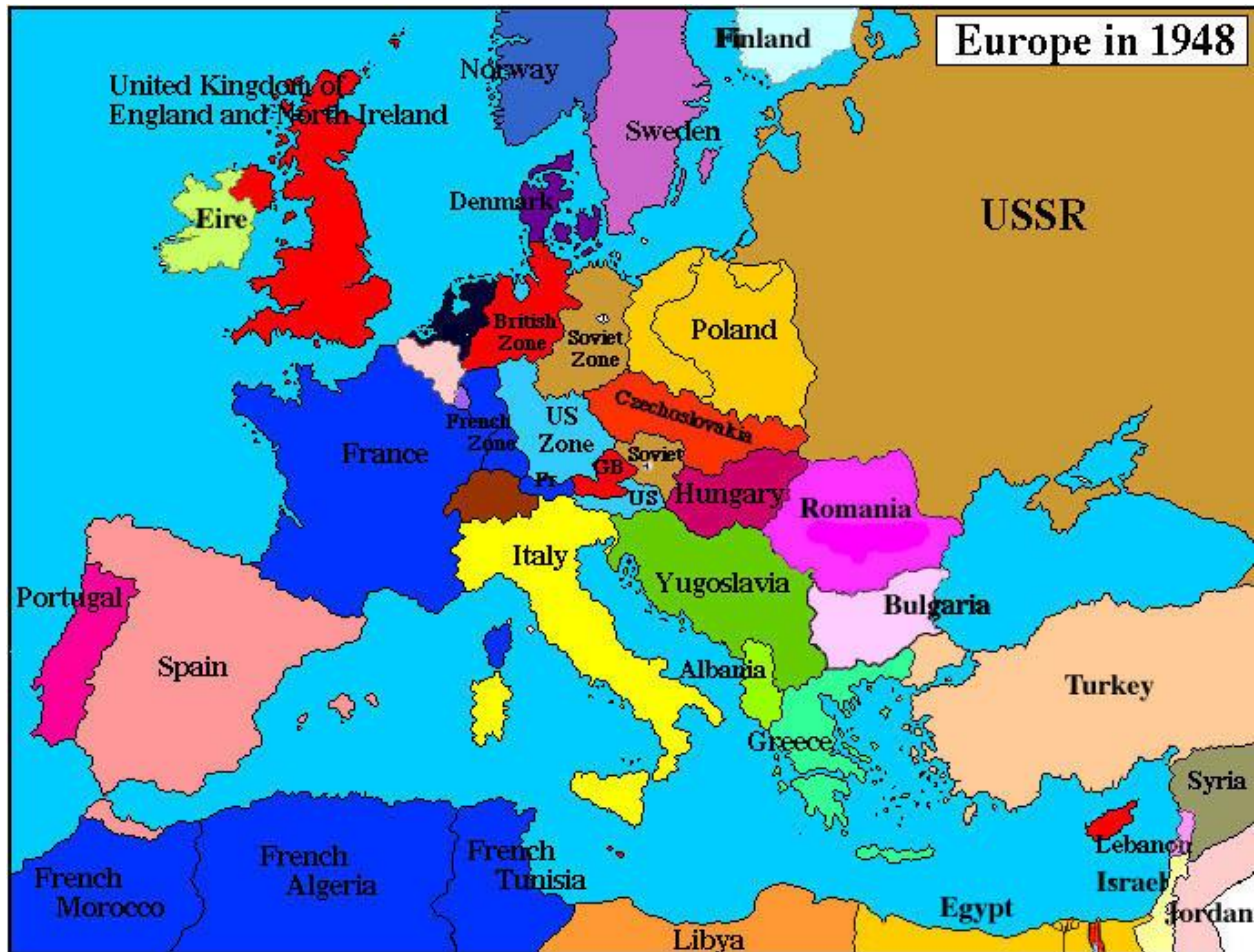 Europe in 1948
Finland
Norway
United Kingdom of
England and North Ireland
Sweden
Denmark
Eire
USSR
British
Zone
Soviet
Zone
Poland
Czechoslovakia
French
Zone
US
Zone
France
Soviet
GB
Fr
US
Hungary
Romania
Italy
Yugoslavia
Bulgaria
Portugal
Spain
Albania
Turkey
Greece
Syria
Lebanon
Israel
Jordan
French
Morocco
French
Algeria
French
Tunisia
Libya
Egypt